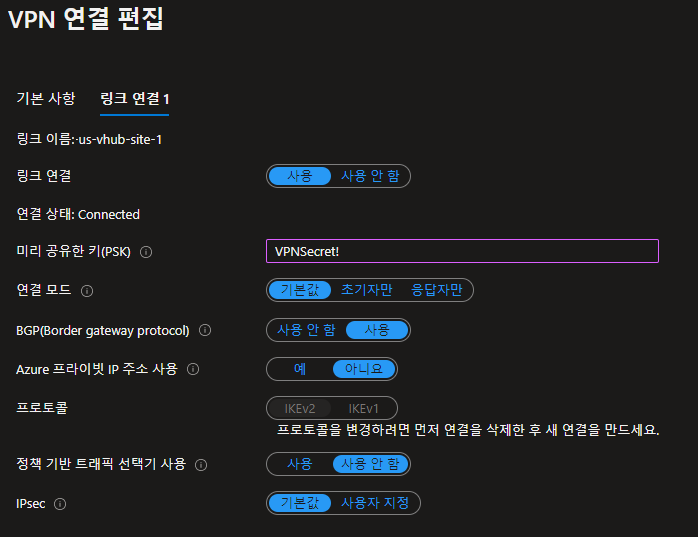 VPN 연결 편집
기본 사항 링크 연결 1
링크 이름: us-vhub-site-1
링크 연결 사용 사용 안 함
연결 상태: Connected
미리 공유한 키(PSK) VPNSecret!
연결 모드 기본값 초기자만 응답자만
BGP(Border gateway protocol) 사용 안 함 사용
Azure 프라이빗 IP 주소 사용 예 아니요
프로토콜 IKEv2 IKEv1
프로토콜을 변경하려면 먼저 연결을 삭제한 후 새 연결을 만드세요.
정책 기반 트래픽 선택기 사용 사용 사용 안 함
IPsec 기본값 사용자 지정